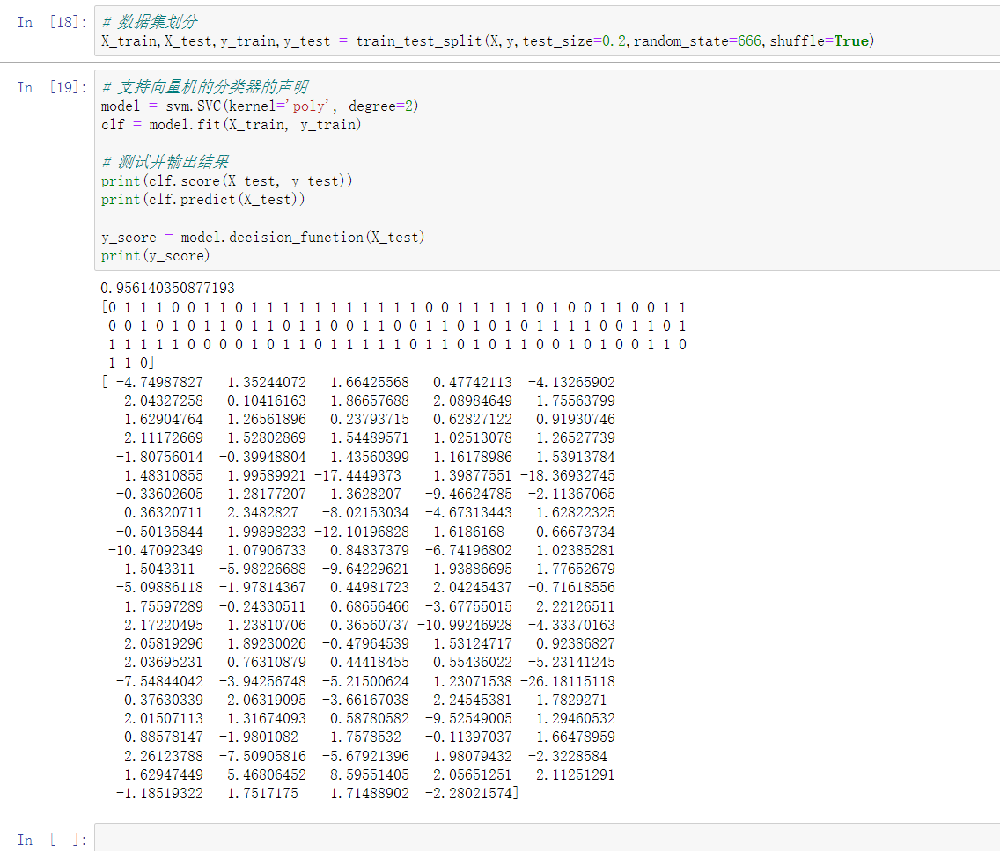 In [18]:
# 数据集划分
X_train,X_test,y_train,y_test = train_test_split(X,y,test_size=0.2,random_state=666,shuffle=True)
In [19]:
# 支持向量机的分类器的声明
model = svm.SVC(kernel='poly', degree=2)
clf = model.fit(X_train, y_train)
# 测试并输出结果
print(clf.score(X_test, y_test))
print(clf.predict(X_test))
y_score = model.decision_function(X_test)
print(y_score)
0.956140350877193
[0 1 1 1 0 0 1 1 0 1 1 1 1 1 1 1 1 1 1 1 0 0 1 1 1 1 1 0 1 0 0 1 1 0 0 1 1
0 0 1 0 1 0 1 1 0 1 1 0 1 1 0 0 1 1 0 0 1 1 0 1 0 1 0 1 1 1 1 0 0 1 1 0 1
1 1 1 1 1 0 0 0 0 1 0 1 1 0 1 1 1 1 1 0 1 1 0 1 0 1 1 0 0 1 0 1 0 0 1 1 0
1 1 0]
[ -4.74987827 1.35244072 1.66425568 0.47742113 -4.13265902
-2.04327258 0.10416163 1.86657688 -2.08984649 1.75563799
1.62904764 1.26561896 0.23793715 0.62827122 0.91930746
2.11172669 1.52802869 1.54489571 1.02513078 1.26527739
-1.80756014 -0.39948804 1.43560399 1.16178986 1.53913784
1.48310855 1.99589921 -17.4449373 1.39877551 -18.36932745
-0.33602605 1.28177207 1.3628207 -9.46624785 -2.11367065
0.36320711 2.3482827 -8.02153034 -4.67313443 1.62822325
-0.50135844 1.99898233 -12.10196828 1.6186168 0.66673734
-10.47092349 1.07906733 0.84837379 -6.74196802 1.02385281
1.5043311 -5.98226688 -9.64229621 1.93886695 1.77652679
-5.09886118 -1.97814367 0.44981723 2.04245437 -0.71618556
1.75597289 -0.24330511 0.68656466 -3.67755015 2.22126511
2.17220495 1.23810706 0.36560737 -10.99246928 -4.33370163
2.05819296 1.89230026 -0.47964539 1.53124717 0.92386827
2.03695231 0.76310879 0.44418455 0.55436022 -5.23141245
-7.54844042 -3.94256748 -5.21500624 1.23071538 -26.18115118
0.37630339 2.06319095 -3.66167038 2.24545381 1.7829271
2.01507113 1.31674093 0.58780582 -9.52549005 1.29460532
0.88578147 -1.9801082 1.7578532 -0.11397037 1.66478959
2.26123788 -7.50905816 -5.67921396 1.98079432 -2.3228584
1.62947449 -5.46806452 -8.59551405 2.05651251 2.11251291
-1.18519322 1.7517175 1.71488902 -2.28021574]
In [ ]: